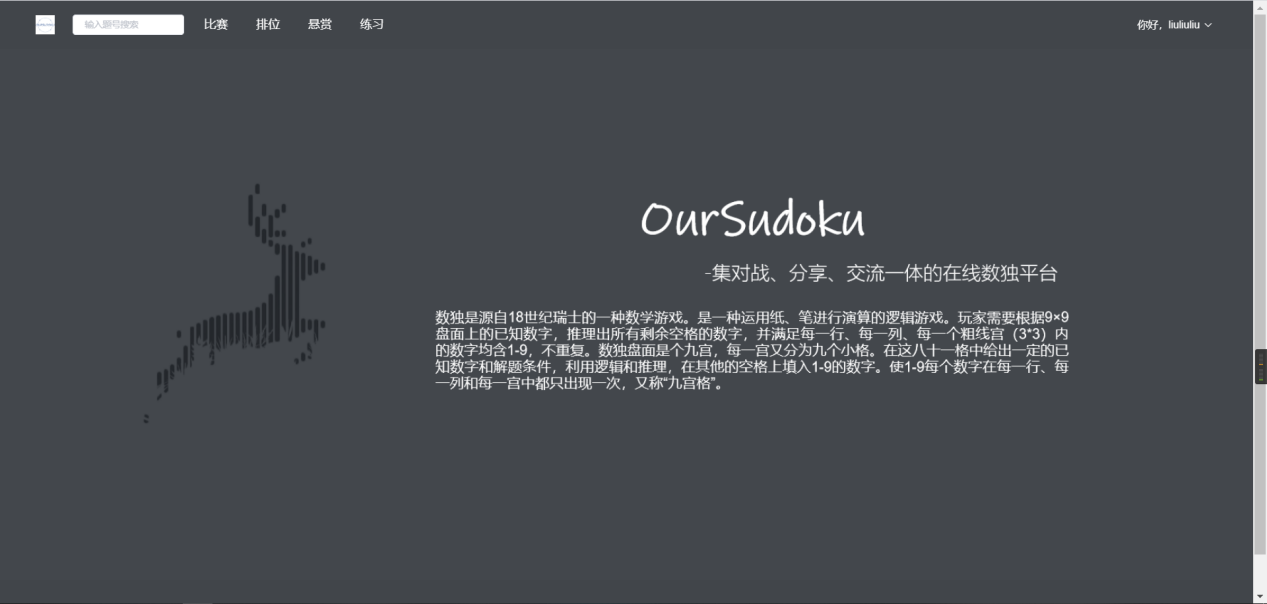 输入题号搜索
比赛
排位
悬赏
练习
你好，liuliuliu
OurSudoku
-集对战、分享、交流一体的在线数独平台
数独是源自18世纪瑞士的一种数学游戏。是一种运用纸、笔进行演算的逻辑游戏。玩家需要根据9×9
盘面上的已知数字，推理出所有剩余空格的数字，并满足每一行、每一列、每一个粗线宫（3*3）内
的数字均含1-9，不重复。数独盘面是个九宫，每一宫又分为九个小格。在这八十一格中给出一定的已
知数字和解题条件，利用逻辑和推理，在其他的空格上填入1-9的数字。使1-9每个数字在每一行、每
一列和每一宫中都只出现一次，又称“九宫格”。